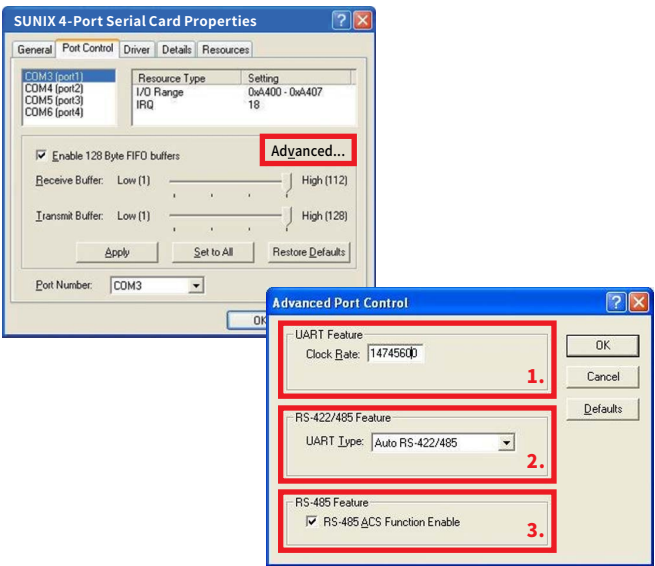 SUNIX 4-Port Serial Card Properties
General Port Control Driver Details Resources
COM3 (port1)
COM4 (port2)
COM5 (port3)
COM6 (port4)
Resource Type Setting
I/O Range 0xA400 - 0xA407
IRQ 18
Enable 128 Byte FIFO buffers
Advanced...
Receive Buffer: Low (1) High (112)
Transmit Buffer: Low (1) High (128)
Apply Set to All Restore Defaults
Port Number: COM3
OK
Advanced Port Control
UART Feature
Clock Rate: 14745600
1.
OK
Cancel
Defaults
RS-422/485 Feature
UART Type: Auto RS-422/485
2.
RS-485 Feature
RS-485 ACS Function Enable
3.